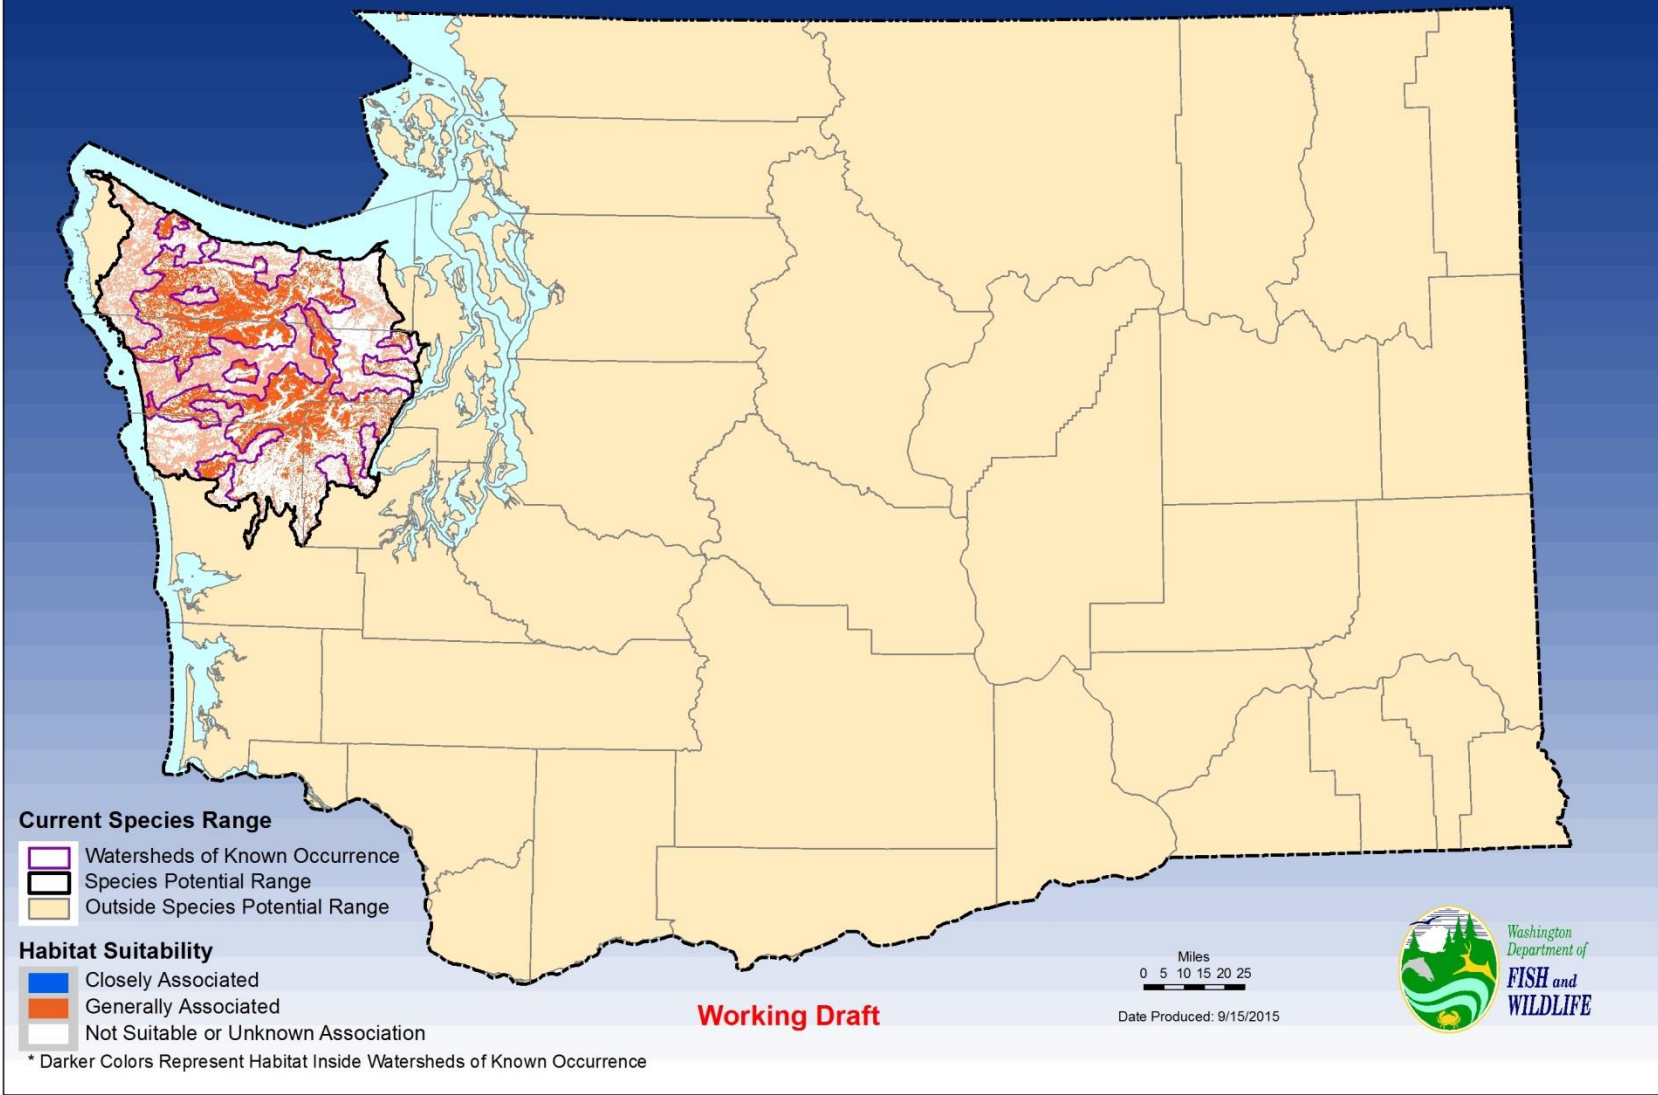 Current Species Range
Watersheds of Known Occurrence
Species Potential Range
Outside Species Potential Range
Habitat Suitability
Closely Associated
Generally Associated
Not Suitable or Unknown Association
* Darker Colors Represent Habitat Inside Watersheds of Known Occurrence
Working Draft
Miles
0 5 10 15 20 25
Date Produced: 9/15/2015
Washington
Department of
FISH and
WILDLIFE